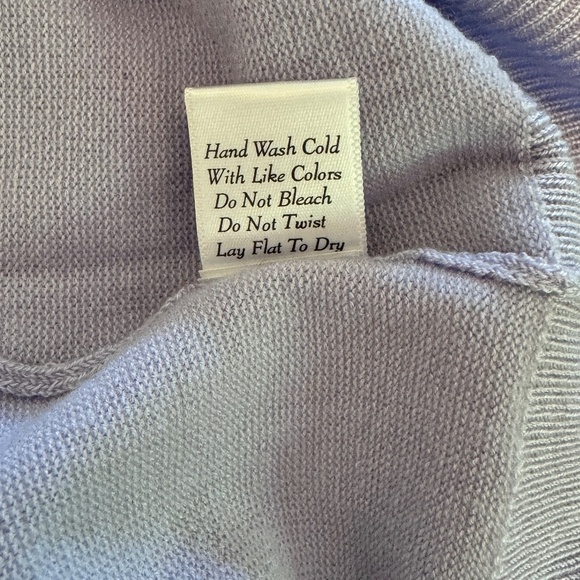 Hand Wash Cold
With Like Colors
Do Not Bleach
Do Not Twist
Lay Flat To Dry